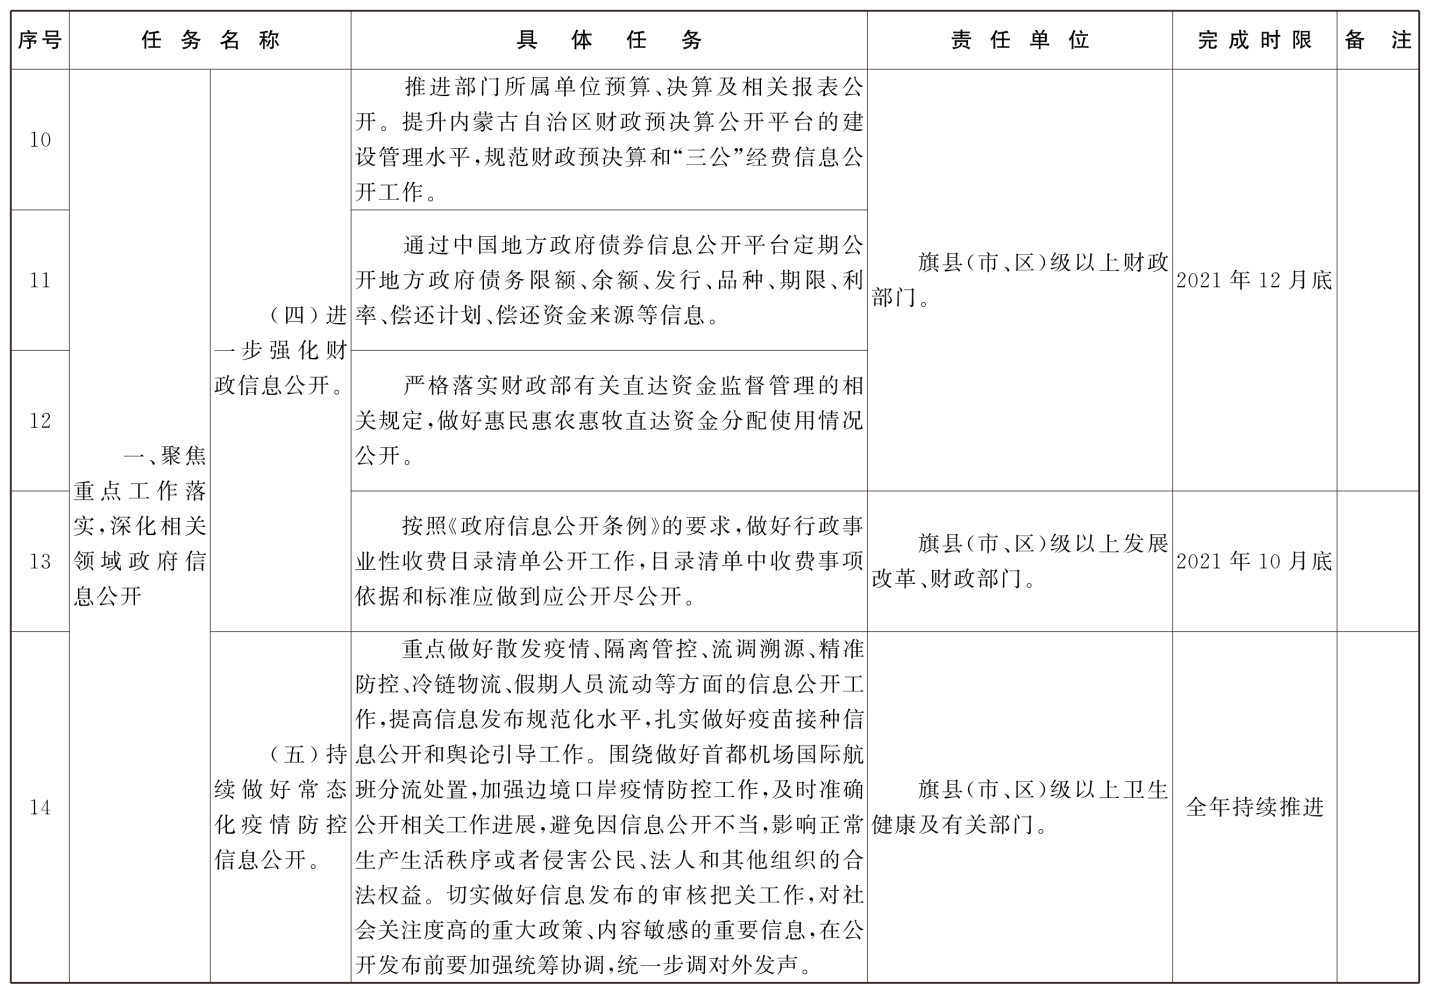 序号 任务名称 具体任务 责任单位 完成时限 备注
10
一、聚焦
重点工作落
实，深化相关
领域政府信
息公开
（四）进
一步强化财
政信息公开。
推进部门所属单位预算、决算及相关报表公
开。提升内蒙古自治区财政预决算公开平台的建
设管理水平，规范财政预决算和“三公”经费信息公
开工作。
旗县（市、区）级以上财政
部门。
2021年12月底
11
通过中国地方政府债券信息公开平台定期公
开地方政府债务限额、余额、发行、品种、期限、利
率、偿还计划、偿还资金来源等信息。
12
严格落实财政部有关直达资金监督管理的相
关规定，做好惠民惠农惠牧直达资金分配使用情况
公开。
13
按照《政府信息公开条例》的要求，做好行政事
业性收费目录清单公开工作，目录清单中收费事项
依据和标准应做到应公开尽公开。
旗县（市、区）级以上发展
改革、财政部门。
2021年10月底
14
（五）持
续做好常态
化疫情防控
信息公开。
重点做好散发疫情、隔离管控、流调溯源、精准
防控、冷链物流、假期人员流动等方面的信息公开工
作，提高信息发布规范化水平，扎实做好疫苗接种信
息公开和舆论引导工作。围绕做好首都机场国际航
班分流处置，加强边境口岸疫情防控工作，及时准确
公开相关工作进展，避免因信息公开不当，影响正常
生产生活秩序或者侵害公民、法人和其他组织的合
法权益。切实做好信息发布的审核把关工作，对社
会关注度高的重大政策、内容敏感的重要信息，在公
开发布前要加强统筹协调，统一步调对外发声。
旗县（市、区）级以上卫生
健康及有关部门。
全年持续推进